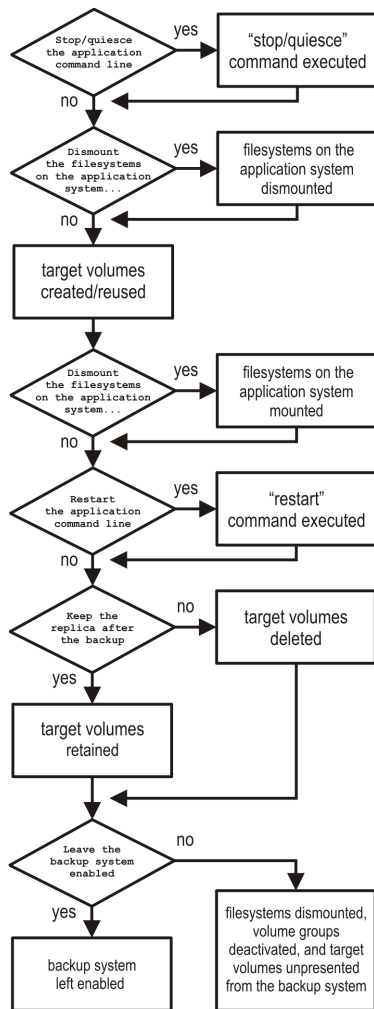 Stop/quiesce
the application
command line
yes
“stop/quiesce”
command executed
no
Dismount
the filesystems
on the application
system...
yes
filesystems on the
application system
dismounted
no
target volumes
created/reused
Dismount
the filesystems
on the application
system...
yes
filesystems on the
application system
mounted
no
Restart
the application
command line
yes
“restart”
command executed
no
Keep the
replica after
the backup
no
target volumes
deleted
yes
target volumes
retained
Leave the
backup system
enabled
no
yes
backup system
left enabled
filesystems dismounted,
volume groups
deactivated, and target
volumes unpresented
from the backup system